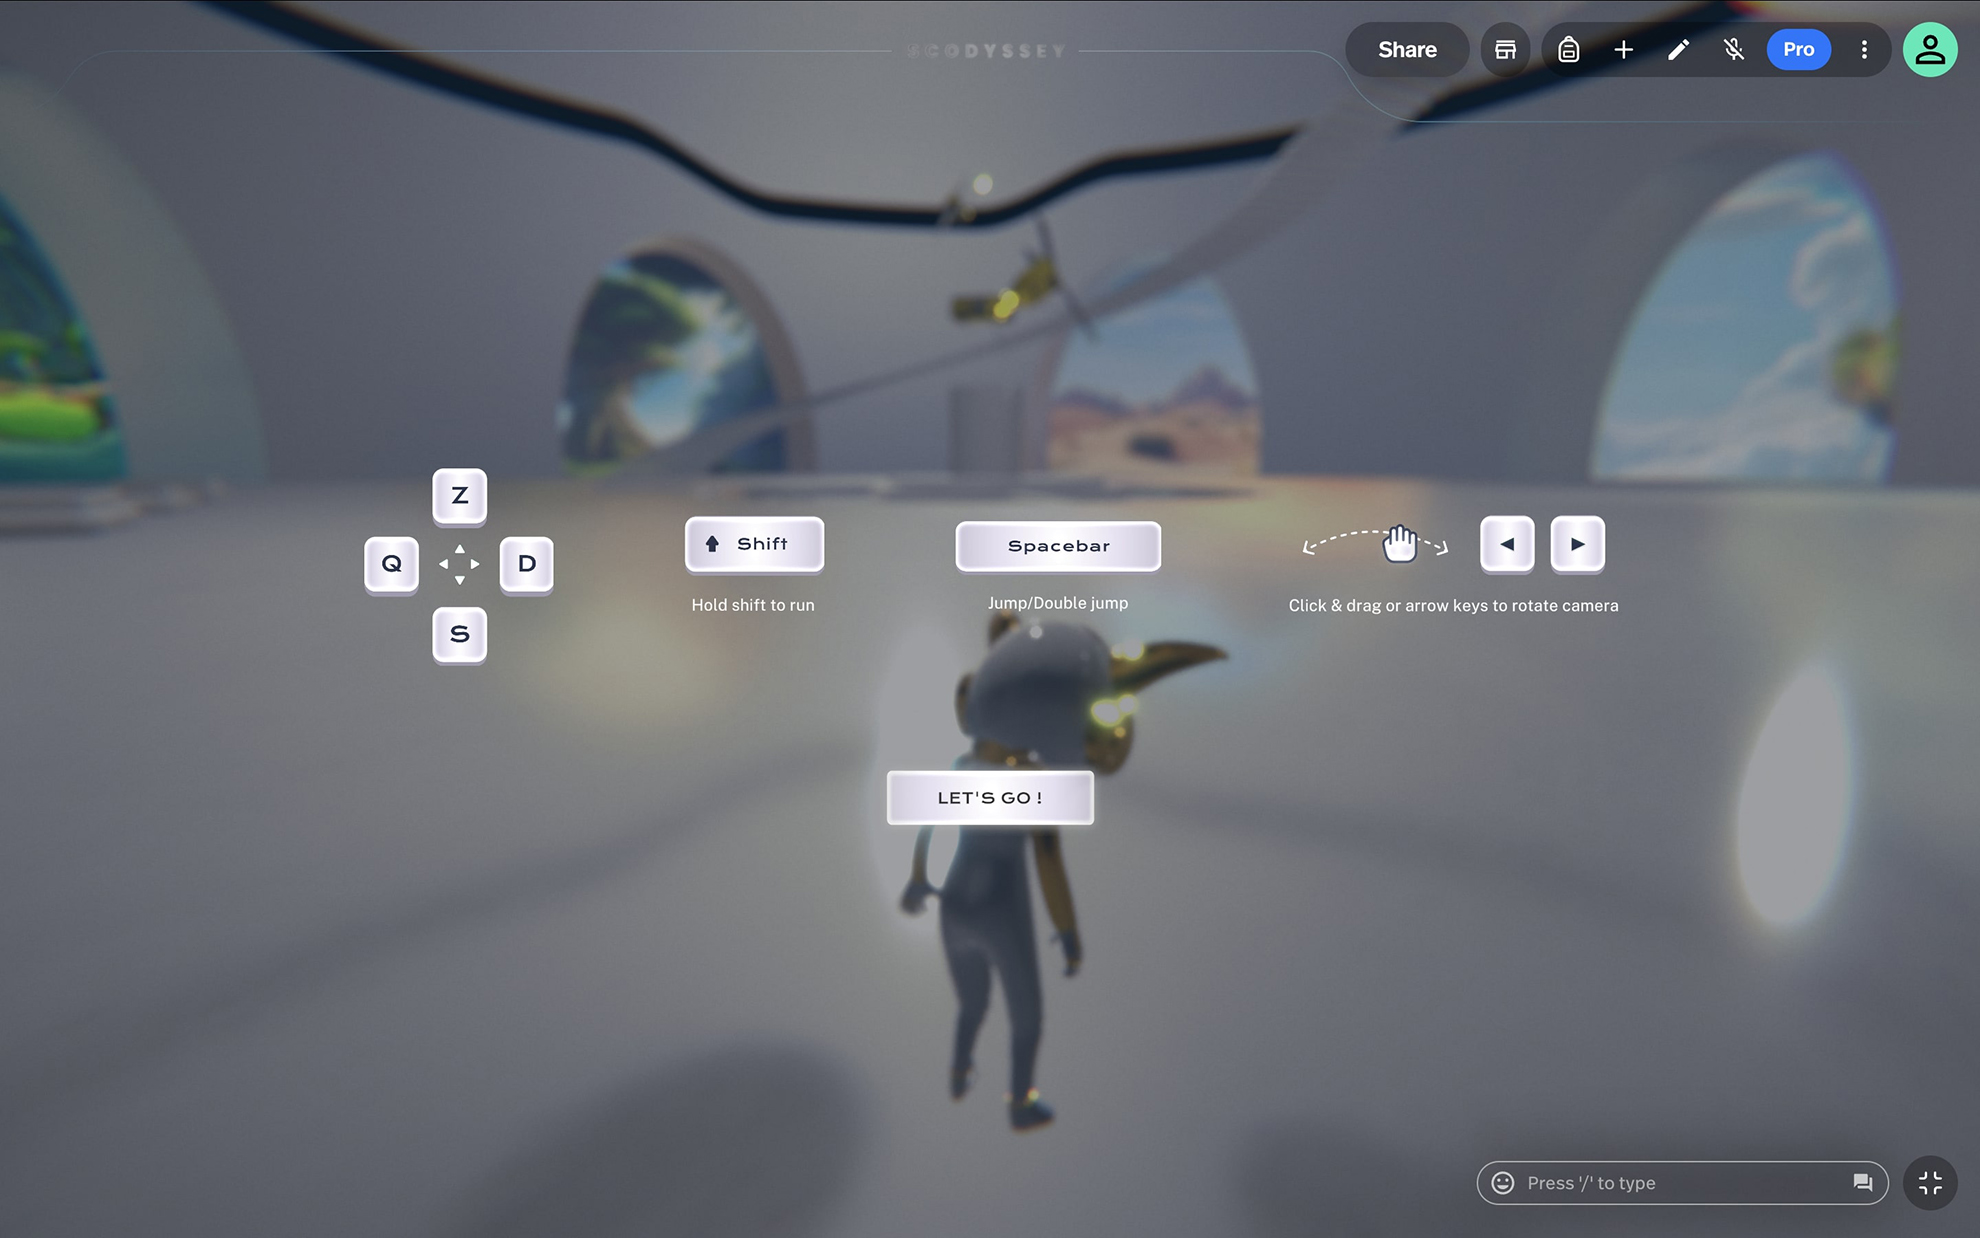 SCODYSSEY
Share
Pro
Z
Q
D
S
Shift
Hold shift to run
Spacebar
Jump/Double jump
Click & drag or arrow keys to rotate camera
LET'S GO !
Press '/' to type